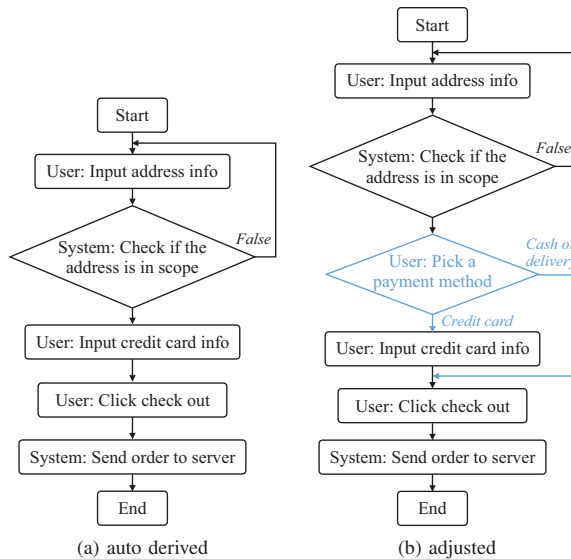 Start
User: Input address info
System: Check if the
address is in scope
False
User: Input credit card info
User: Click check out
System: Send order to server
End
(a) auto derived
Start
User: Input address info
System: Check if the
address is in scope
False
User: Pick a
payment method
Cash
delivery
Credit card
User: Input credit card info
User: Click check out
System: Send order to server
End
(b) adjusted